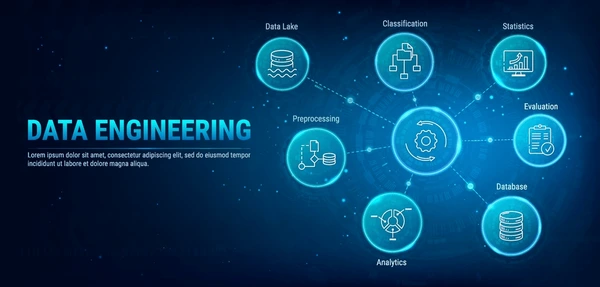 DATA ENGINEERING
Lorem ipsum dolor sit amet, consectetur adipiscing elit, sed do eiusmod tempor
incididunt ut labore et dolore magna aliqua.
Data Lake
Classification
Statistics
Preprocessing
Evaluation
Analytics
Database